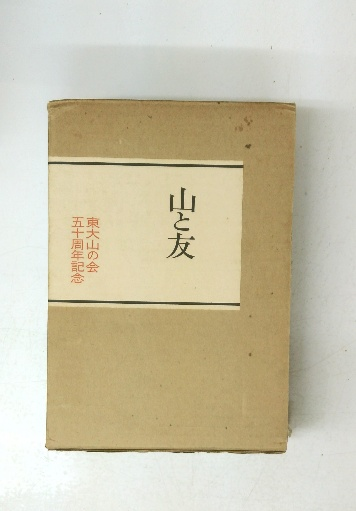 山と友
東大山の会
五十周年記念